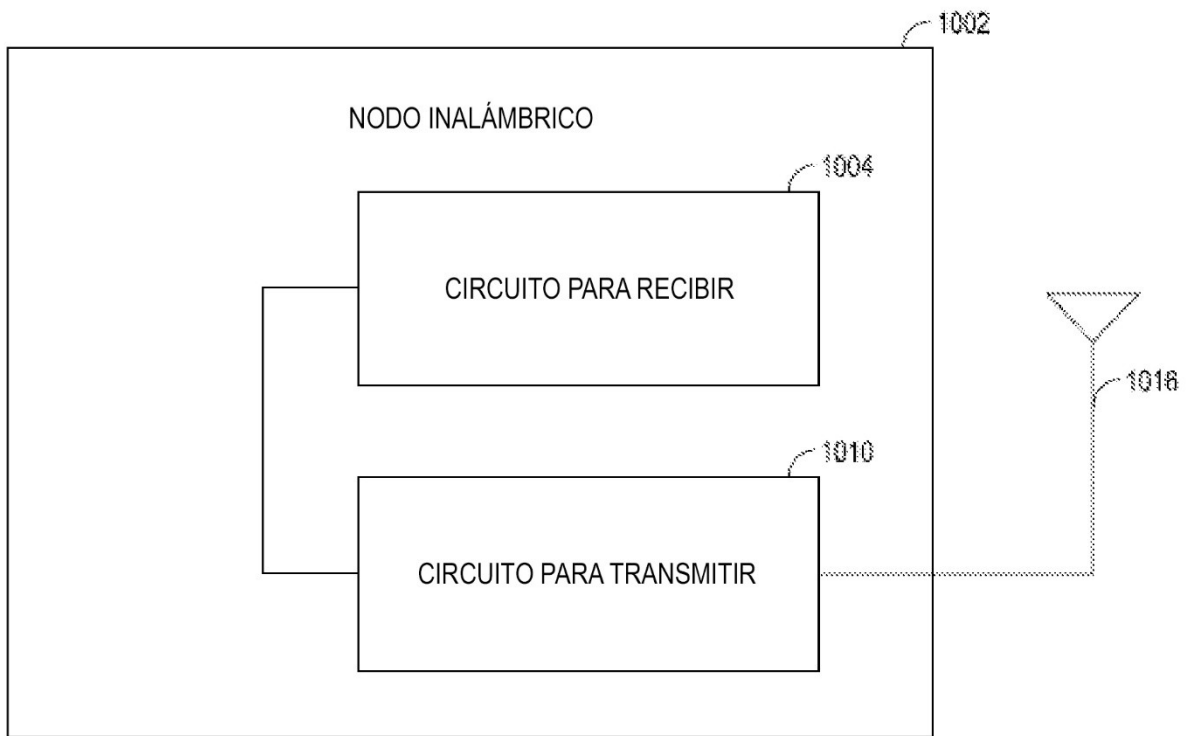 1002
NODO INALÁMBRICO
1004
CIRCUITO PARA RECIBIR
1016
1010
CIRCUITO PARA TRANSMITIR